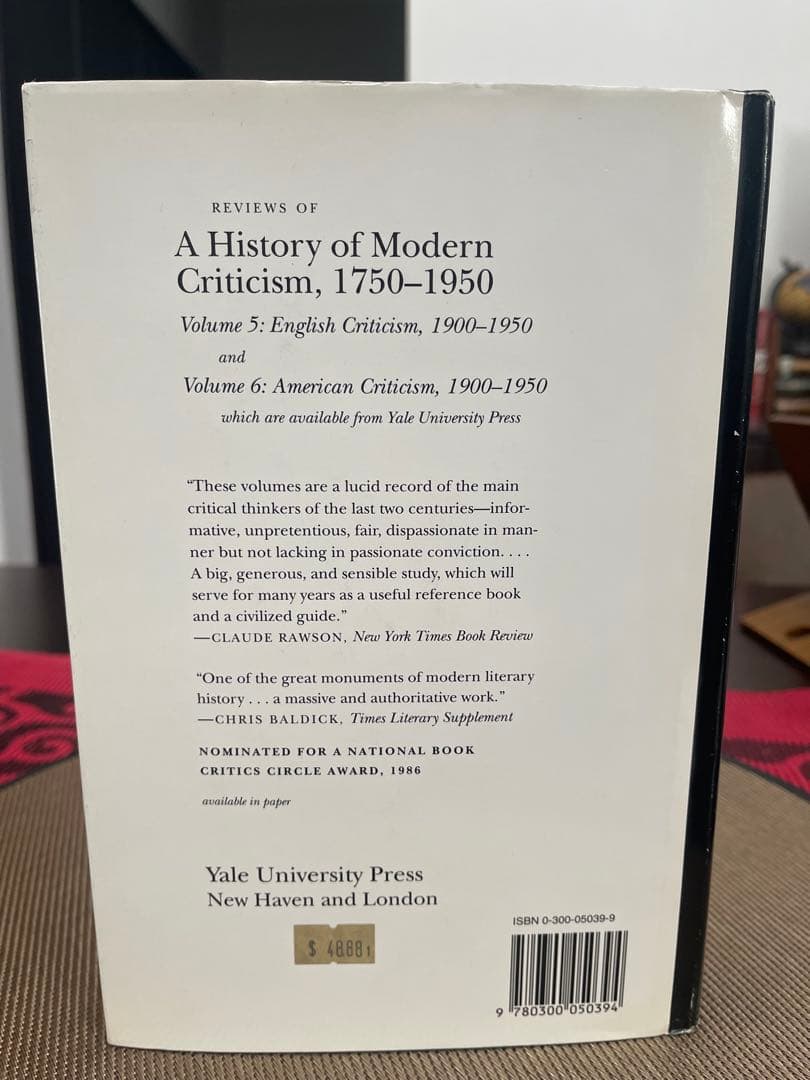 REVIEWS OF
A History of Modern
Criticism, 1750–1950
Volume 5: English Criticism, 1900–1950
and
Volume 6: American Criticism, 1900–1950
which are available from Yale University Press
“These volumes are a lucid record of the main
critical thinkers of the last two centuries—infor-
mative, unpretentious, fair, dispassionate in man-
ner but not lacking in passionate conviction. . . .
A big, generous, and sensible study, which will
serve for many years as a useful reference book
and a civilized guide.”
—CLAUDE RAWSON, New York Times Book Review
“One of the great monuments of modern literary
history . . . a massive and authoritative work.”
—CHRIS BALDICK, Times Literary Supplement
NOMINATED FOR A NATIONAL BOOK
CRITICS CIRCLE AWARD, 1986
available in paper
Yale University Press
New Haven and London
$ 48.88 1
ISBN 0-300-05039-9
9 780300 050394